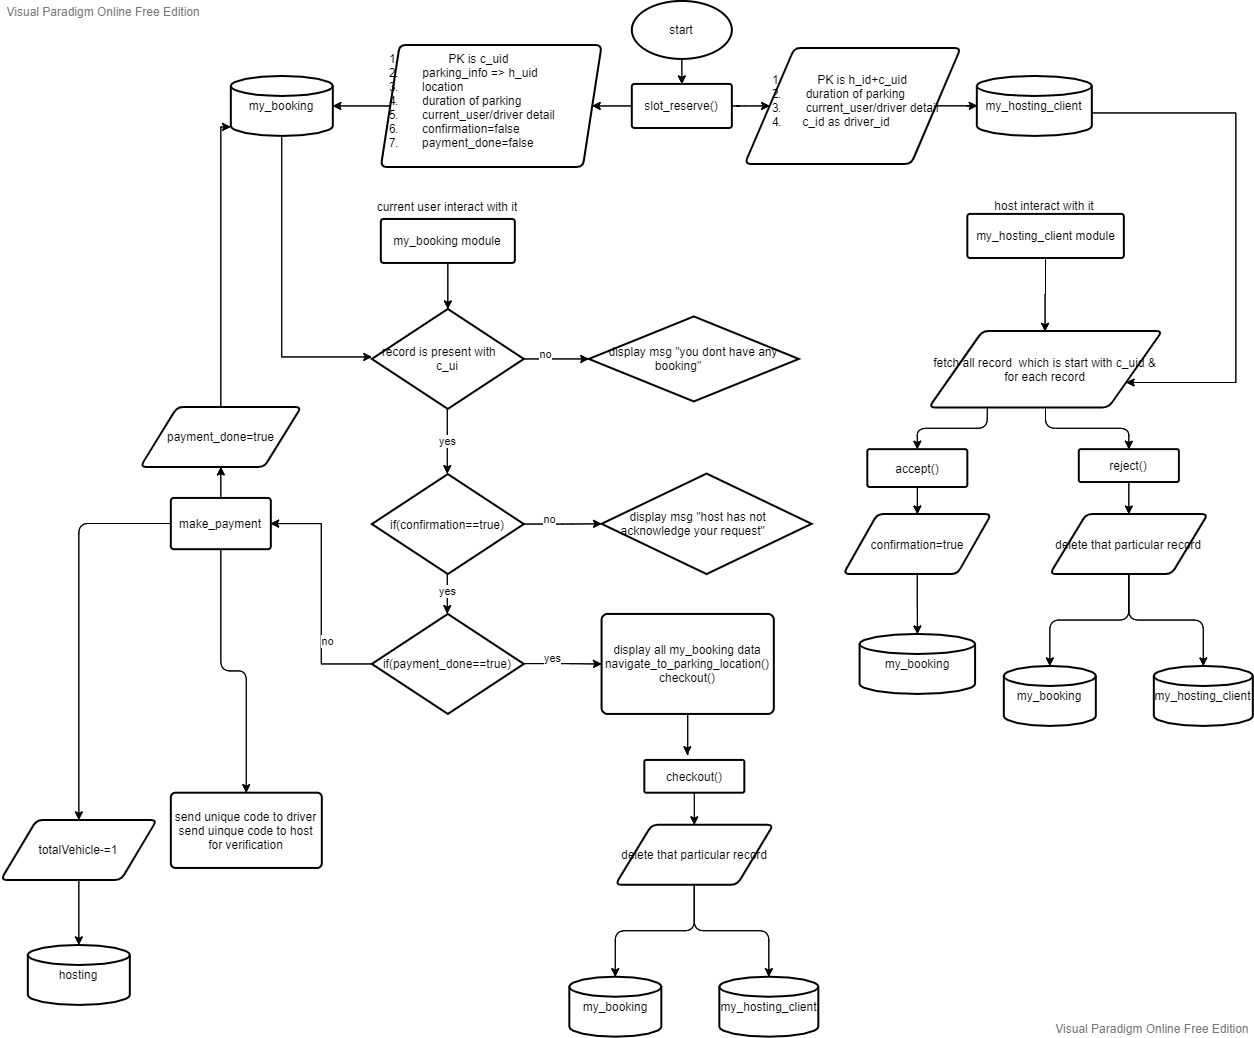 Visual Paradigm Online Free Edition
start
1. PK is c_uid
2. parking_info => h_uid
3. location
4. duration of parking
5. current_user/driver detail
6. confirmation=false
7. payment_done=false
my_booking
slot_reserve()
1. PK is h_id+c_uid
2. duration of parking
3. current_user/driver detail
4. c_id as driver_id
my_hosting_client
current user interact with it
my_booking module
host interact with it
my_hosting_client module
record is present with
c_ui
no
display msg "you dont have any
booking"
fetch all record which is start with c_uid &
for each record
payment_done=true
yes
accept()
reject()
make_payment
if(confirmation==true)
no
display msg "host has not
acknowledge your request"
confirmation=true
delete that particular record
yes
no
if(payment_done==true)
yes
display all my_booking data
navigate_to_parking_location()
checkout()
my_booking
my_booking
my_hosting_client
checkout()
send unique code to driver
send uinque code to host
for verification
totalVehicle-=1
delete that particular record
hosting
my_booking
my_hosting_client
Visual Paradigm Online Free Edition